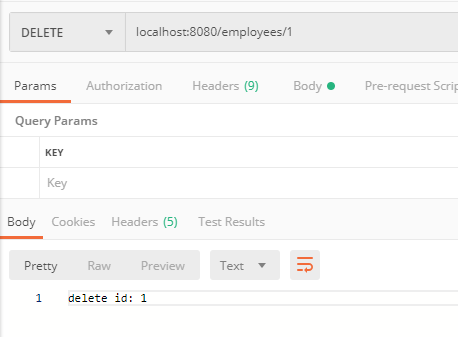 DELETE localhost:8080/employees/1
Params Authorization Headers (9) Body Pre-request Scrip
Query Params
KEY
Key
Body Cookies Headers (5) Test Results
Pretty Raw Preview Text
1 delete id: 1